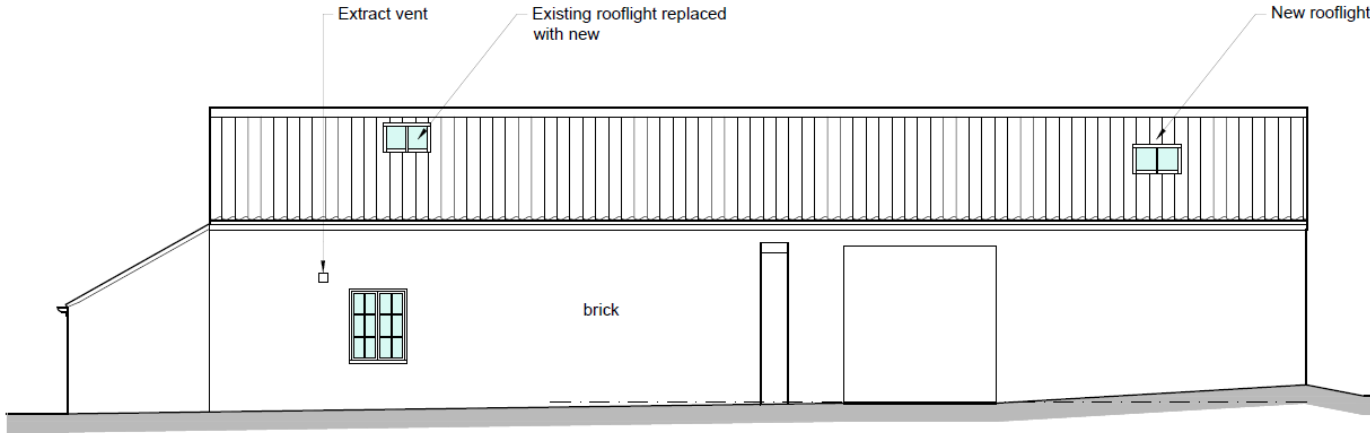 Extract vent
Existing rooflight replaced
with new
New rooflight
brick